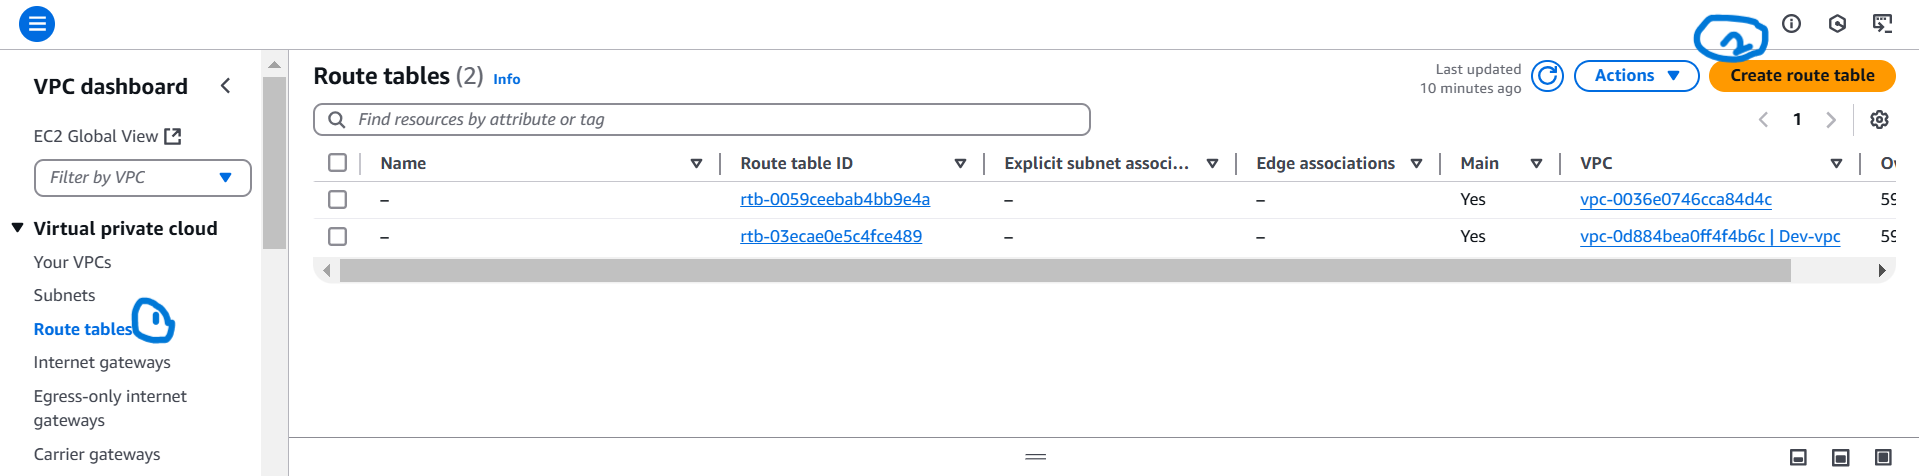 2
VPC dashboard
Route tables (2) Info
Last updated
10 minutes ago
Actions
Create route table
EC2 Global View
Find resources by attribute or tag
1
Filter by VPC
Name
Route table ID
Explicit subnet associ...
Edge associations
Main
VPC
–
rtb-0059ceebab4bb9e4a
–
–
Yes
vpc-0036e0746cca84d4c
59
–
rtb-03ecae0e5c4fce489
–
–
Yes
vpc-0d884bea0ff4f4b6c | Dev-vpc
59
Virtual private cloud
Your VPCs
Subnets
Route tables
1
Internet gateways
Egress-only internet
gateways
Carrier gateways